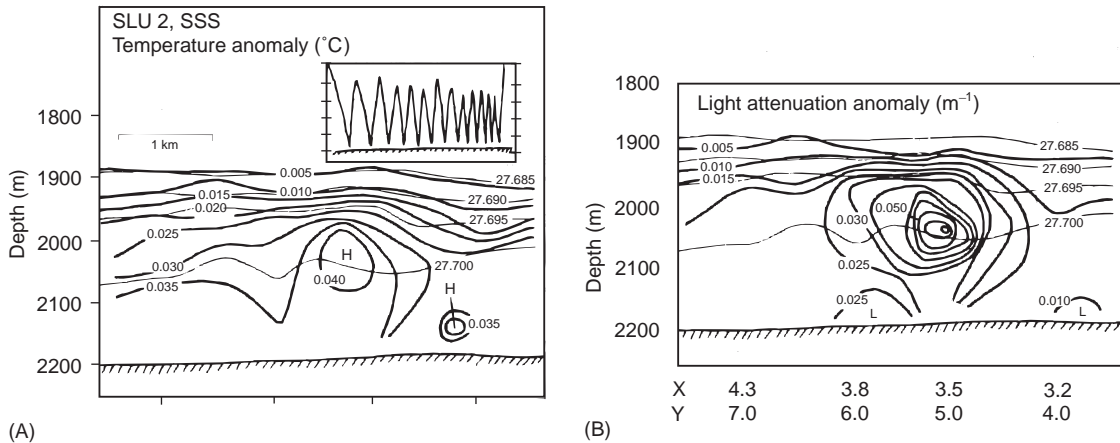 SLU 2, SSS
Temperature anomaly (˚C)
1 km
Depth (m)
1800
1900
2000
2100
2200
0.005
0.010
0.015
0.020
0.025
0.030
0.035
0.040
H
H
0.035
27.685
27.690
27.695
27.700
(A)
Light attenuation anomaly (m⁻¹)
Depth (m)
1800
1900
2000
2100
2200
0.005
0.010
0.015
0.050
0.030
0.025
0.025
L
0.010
L
27.685
27.690
27.695
27.700
X 4.3 3.8 3.5 3.2
Y 7.0 6.0 5.0 4.0
(B)